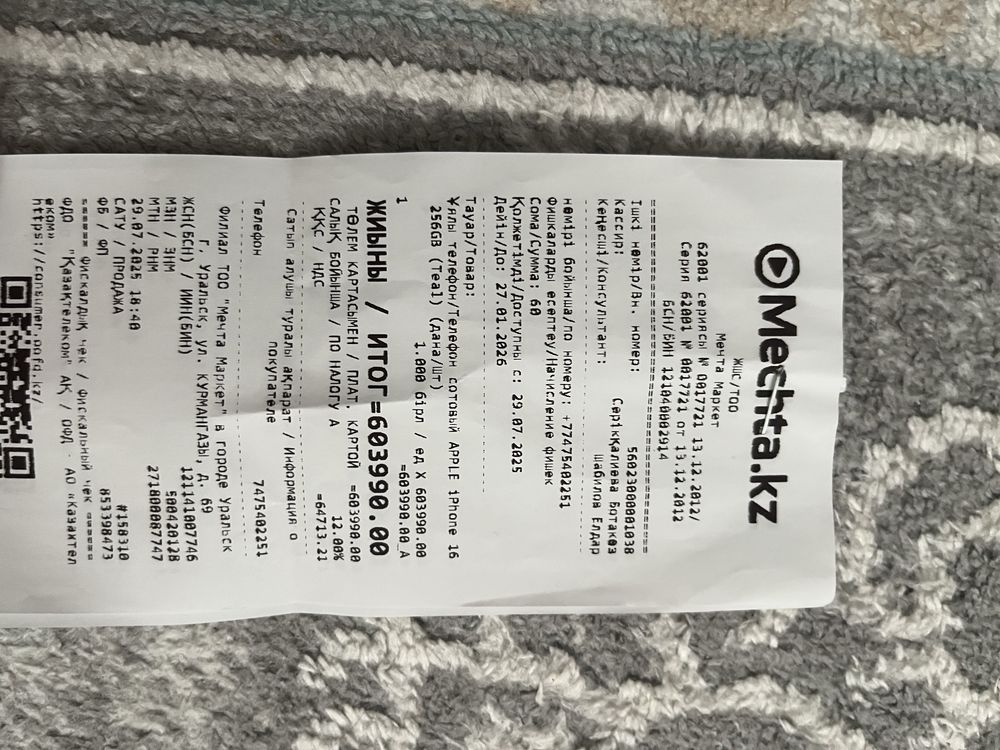 Mechta.kz
ЖШС/ТОО
Мечта Маркет
62001 сериясы № 0017721 13.12.2012/
Серия 62001 № 0017721 от 13.12.2012
БСН/БИН 121040002914
Ішкі нөмір/Вн. номер: 56023000001038
Кассир: Серікқалиева Ботакөз
Кеңесші/Консультант: Шабилов Елдар
нөмірі бойынша/по номеру: +77475402251
Фишкаларды есептеу/Начисление фишек
Сома/Сумма: 60
Қолжетімді/Доступны с: 29.07.2025
Дейін/До: 27.01.2026
Тауар/Товар:
Ұялы телефон/Телефон сотовый APPLE iPhone 16
256GB (Teal) (дана/шт)
1.000 бірл / ед X 603990.00
1 =603990.00 А
ЖИЫНЫ / ИТОГ=603990.00
ТӨЛЕМ КАРТАСЫМЕН / ПЛАТ. КАРТОЙ =603990.00
САЛЫҚ БОЙЫНША / ПО НАЛОГУ А 12.00%
ҚҚС / НДС =64713.21
Сатып алушы туралы ақпарат / Информация о
покупателе
Телефон 7475402251
Филиал ТОО "Мечта Маркет" в городе Уральск
Г. Уральск, ул. КУРМАНГАЗЫ, д. 69
ЖСН(БСН) / ИИН(БИН) 121141007746
МЗН / ЗНМ 50042012В
МТН / РНМ 271800087747
29.07.2025 18:40
САТУ / ПРОДАЖА #158310
ФБ / ФП 853398473
====== Фискалдық чек / Фискальный чек ======
ФДО "Қазақтелеком" АҚ / ОФД - АО «Казахтел
еком»
https://consumer.oofd.kz/